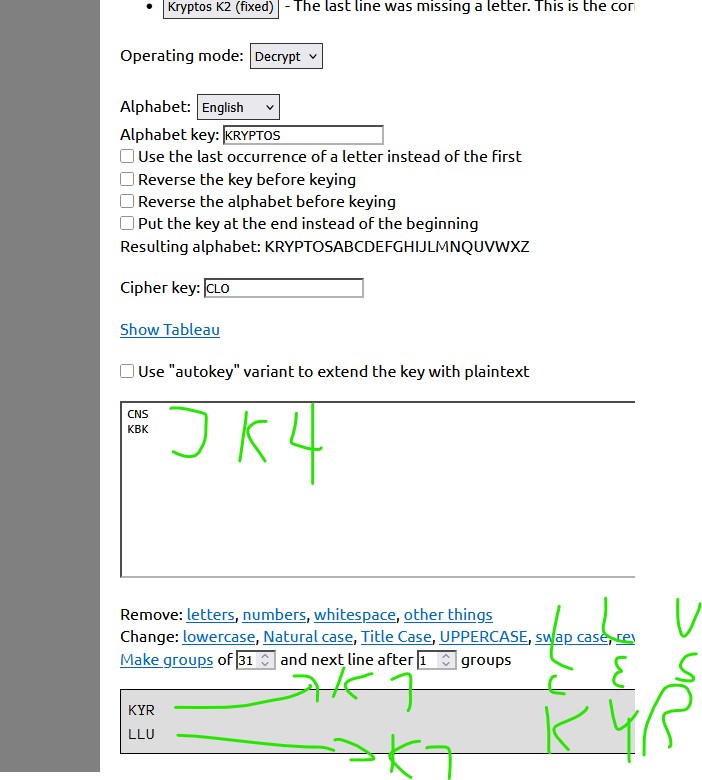 Kryptos K2 (fixed) - The last line was missing a letter. This is the cor
Operating mode: Decrypt
Alphabet: English
Alphabet key: KRYPTOS
Use the last occurrence of a letter instead of the first
Reverse the key before keying
Reverse the alphabet before keying
Put the key at the end instead of the beginning
Resulting alphabet: KRYPTOSABCDEFGHIJLMNQUVWXZ
Cipher key: CLO
Show Tableau
Use "autokey" variant to extend the key with plaintext
CNS
KBK
K4
Remove: letters, numbers, whitespace, other things
Change: lowercase, Natural case, Title Case, UPPERCASE, swap case, rev
Make groups of 31 and next line after 1 groups
L L U
C E S
K Y R
KYR K7
LLU K7